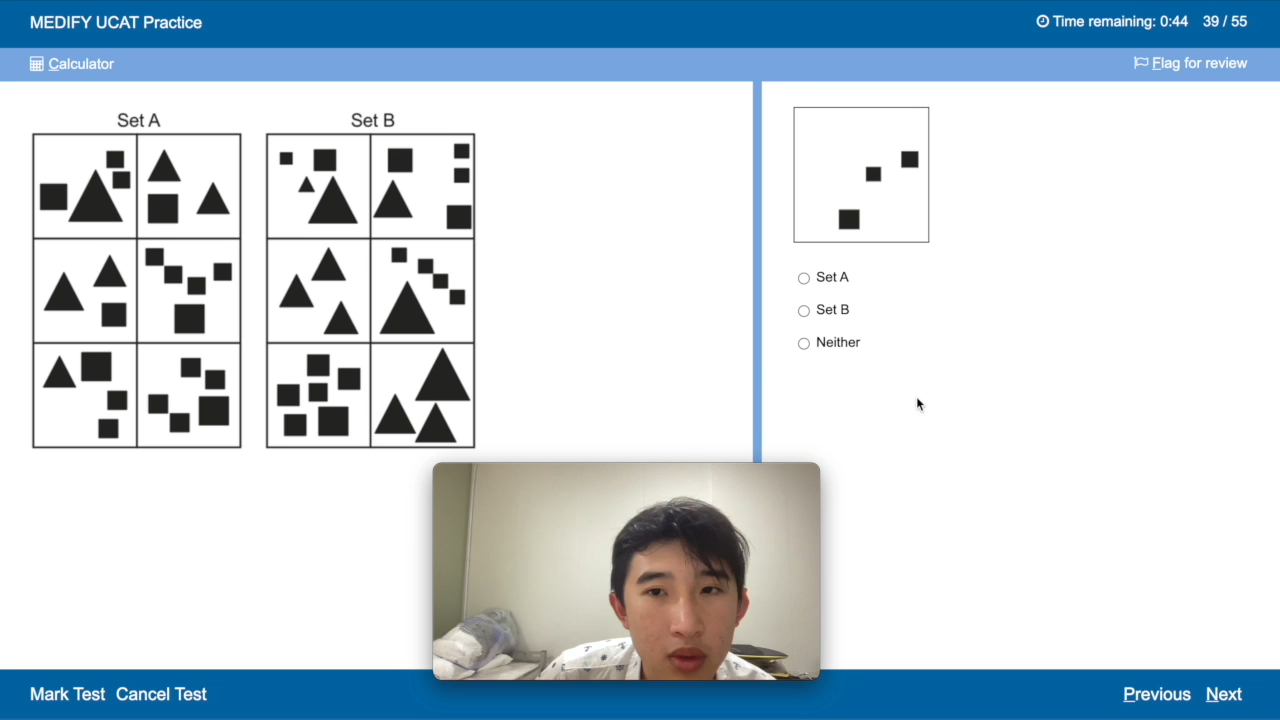 MEDIFY UCAT Practice
Time remaining: 0:44 39 / 55
Calculator
Flag for review
Set A
Set B
Set A
Set B
Neither
Mark Test Cancel Test
Previous Next